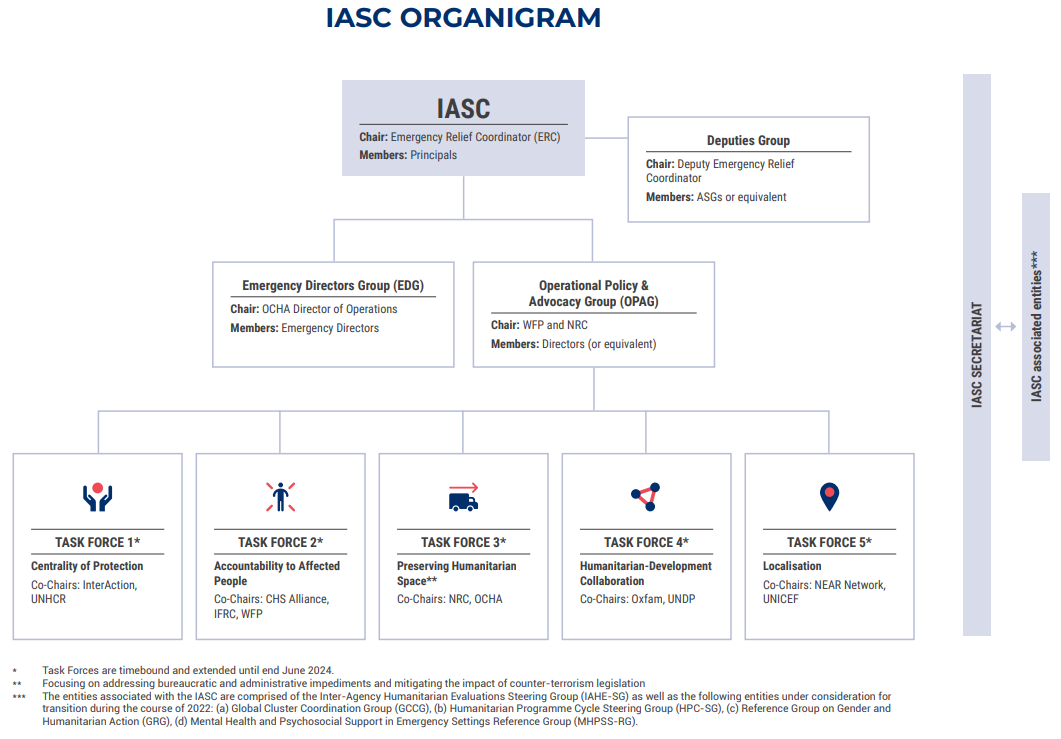 IASC ORGANIGRAM
IASC
Chair: Emergency Relief Coordinator (ERC)
Members: Principals
Deputies Group
Chair: Deputy Emergency Relief
Coordinator
Members: ASGs or equivalent
Emergency Directors Group (EDG)
Chair: OCHA Director of Operations
Members: Emergency Directors
Operational Policy &
Advocacy Group (OPAG)
Chair: WFP and NRC
Members: Directors (or equivalent)
TASK FORCE 1*
Centrality of Protection
Co-Chairs: InterAction,
UNHCR
TASK FORCE 2*
Accountability to Affected
People
Co-Chairs: CHS Alliance,
IFRC, WFP
TASK FORCE 3*
Preserving Humanitarian
Space**
Co-Chairs: NRC, OCHA
TASK FORCE 4*
Humanitarian-Development
Collaboration
Co-Chairs: Oxfam, UNDP
TASK FORCE 5*
Localisation
Co-Chairs: NEAR Network,
UNICEF
IASC SECRETARIAT
IASC associated entities***
* Task Forces are timebound and extended until end June 2024.
** Focusing on addressing bureaucratic and administrative impediments and mitigating the impact of counter-terrorism legislation
*** The entities associated with the IASC are comprised of the Inter-Agency Humanitarian Evaluations Steering Group (IAHE-SG) as well as the following entities under consideration for
transition during the course of 2022: (a) Global Cluster Coordination Group (GCCG), (b) Humanitarian Programme Cycle Steering Group (HPC-SG), (c) Reference Group on Gender and
Humanitarian Action (GRG), (d) Mental Health and Psychosocial Support in Emergency Settings Reference Group (MHPSS-RG).